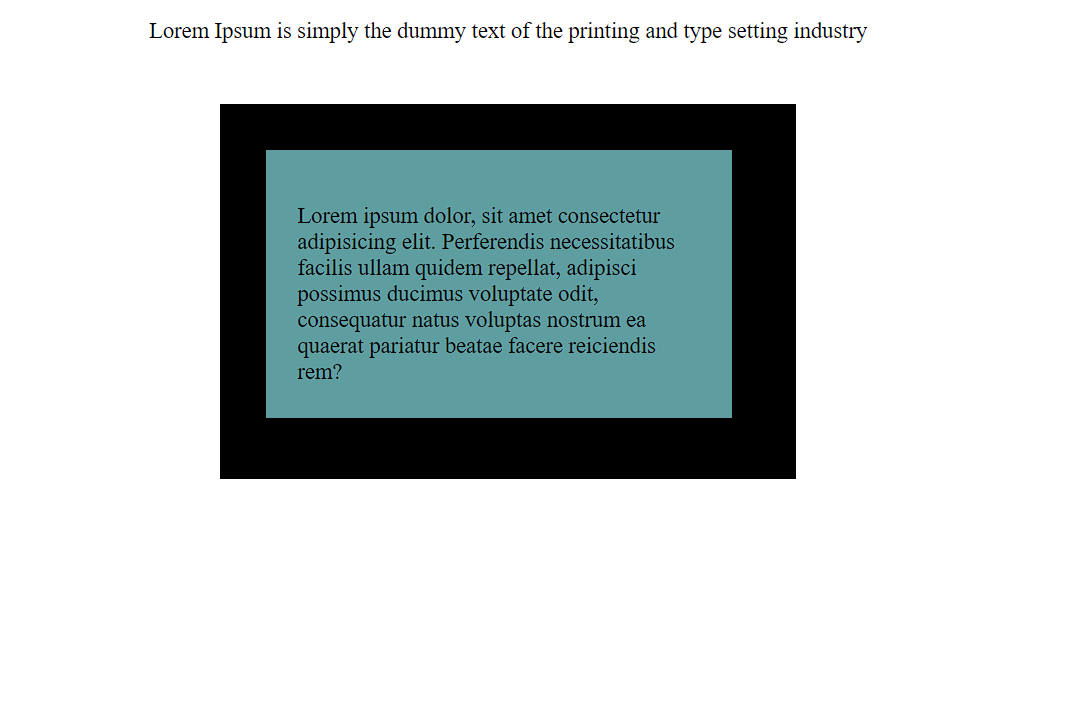 Lorem Ipsum is simply the dummy text of the printing and type setting industry
Lorem ipsum dolor, sit amet consectetur
adipisicing elit. Perferendis necessitatibus
facilis ullam quidem repellat, adipisci
possimus ducimus voluptate odit,
consequatur natus voluptas nostrum ea
quaerat pariatur beatae facere reiciendis
rem?